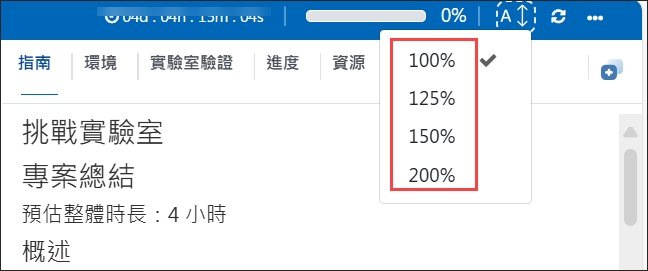 04d : 04h : 15m : 04s 0% A
指南 環境 實驗室驗證 進度 資源
100%
125%
150%
200%
挑戰實驗室
專案總結
預估整體時長：4 小時
概述